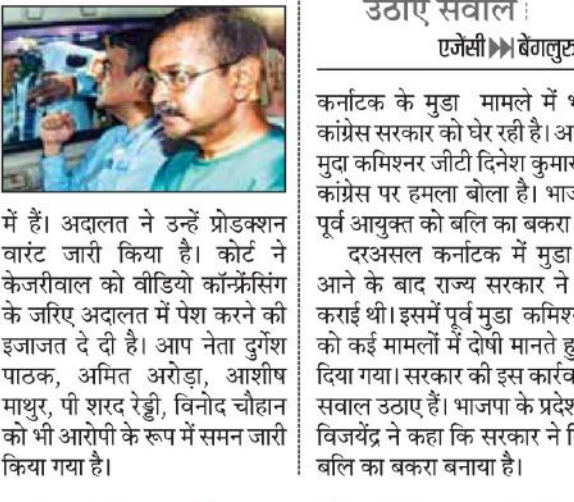 में हैं। अदालत ने उन्हें प्रोडक्शन
वारंट जारी किया है। कोर्ट ने
केजरीवाल को वीडियो कॉन्फ्रेंसिंग
के जरिए अदालत में पेश करने की
इजाजत दे दी है। आप नेता दुर्गेश
पाठक, अमित अरोड़ा, आशीष
माथुर, पी शरद रेड्डी, विनोद चौहान
को भी आरोपी के रूप में समन जारी
किया गया है।
उठाए सवाल
एजेंसी बेंगलुरु
कर्नाटक के मुडा मामले में
कांग्रेस सरकार को घेर रही है।
मुदा कमिश्नर जीटी दिनेश कुमार
कांग्रेस पर हमला बोला है।
पूर्व आयुक्त को बलि का बकरा
दरअसल कर्नाटक में मुडा
आने के बाद राज्य सरकार ने
कराई थी। इसमें पूर्व मुडा
को कई मामलों में दोषी मानते
दिया गया। सरकार की इस
सवाल उठाए हैं। भाजपा के
विजयेंद्र ने कहा कि सरकार ने
बलि का बकरा बनाया है।